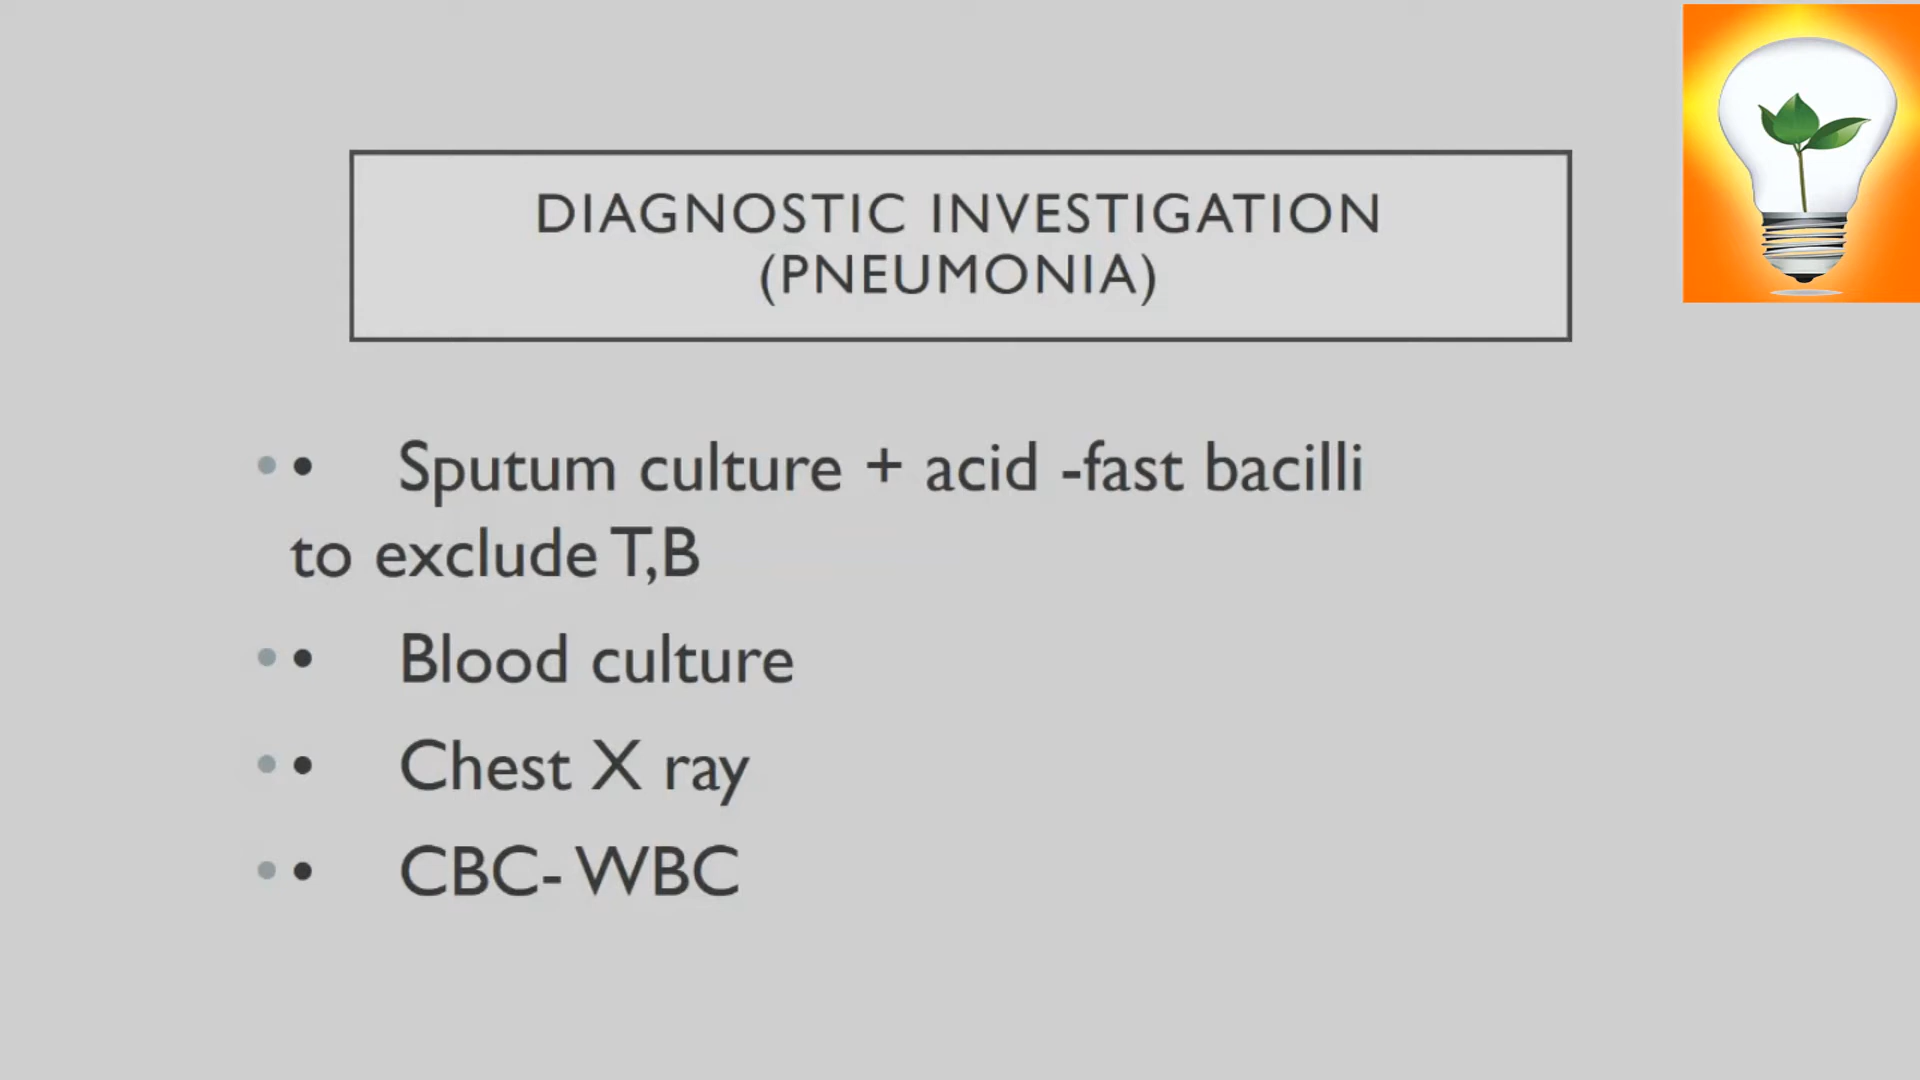 DIAGNOSTIC INVESTIGATION
(PNEUMONIA)
• • Sputum culture + acid -fast bacilli
to exclude T,B
• • Blood culture
• • Chest X ray
• • CBC- WBC